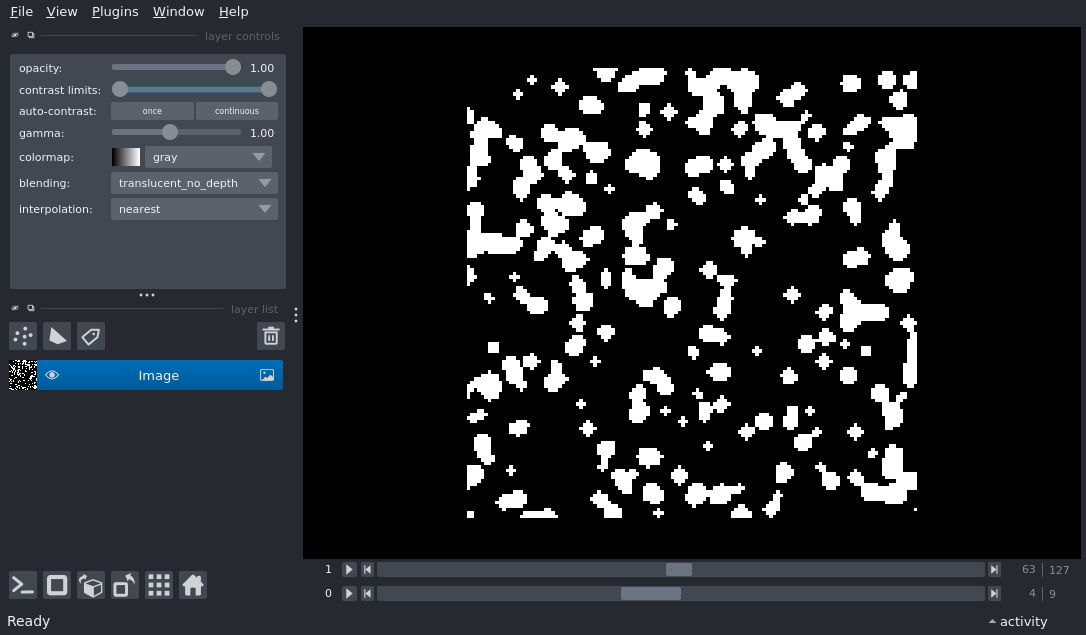 File View Plugins Window Help
layer controls
opacity: 1.00
contrast limits:
auto-contrast: once continuous
gamma: 1.00
colormap: gray
blending: translucent_no_depth
interpolation: nearest
layer list
Image
1 63 127
0 4 9
Ready activity